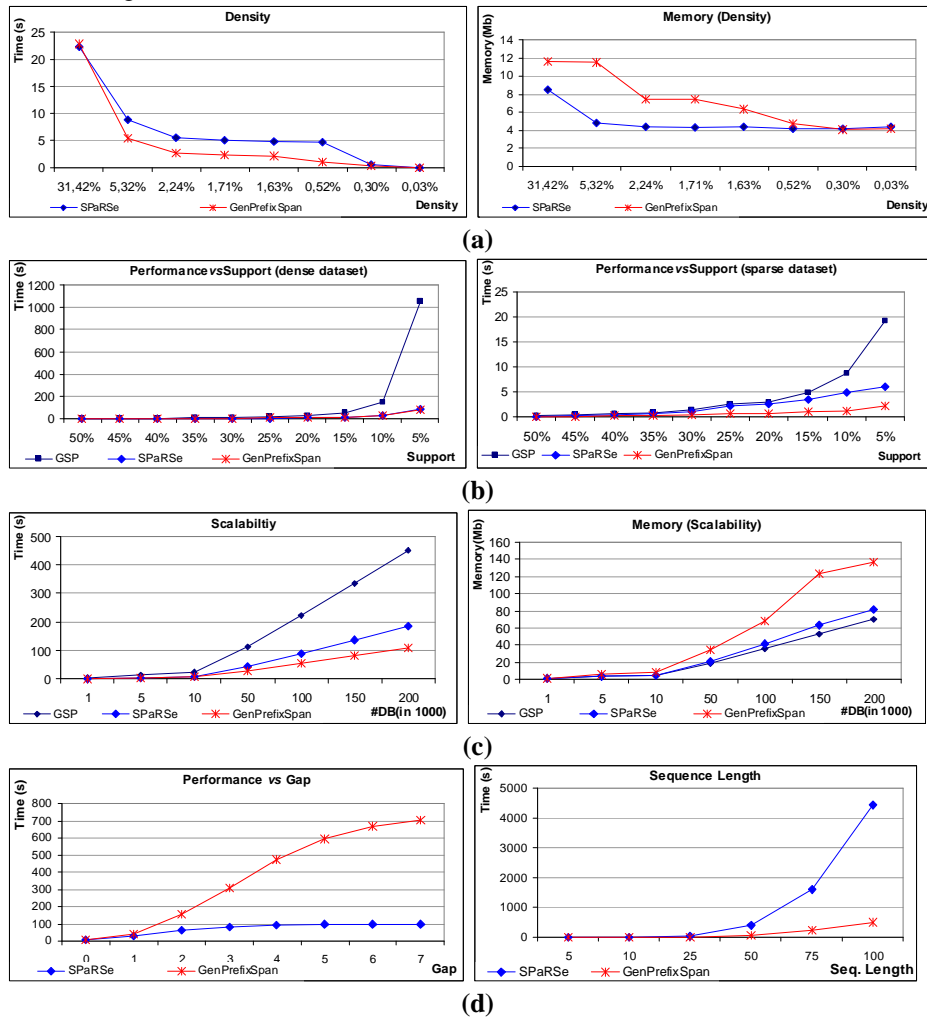 Density
Time (s)
25
20
15
10
5
0
31,42% 5,32% 2,24% 1,71% 1,63% 0,52% 0,30% 0,03%
SPaRSe GenPrefixSpan Density
Memory (Density)
Memory (Mb)
14
12
10
8
6
4
2
0
31,42% 5,32% 2,24% 1,71% 1,63% 0,52% 0,30% 0,03%
SPaRSe GenPrefixSpan Density
(a)
Performance vs Support (dense dataset)
Time (s)
1200
1000
800
600
400
200
0
50% 45% 40% 35% 30% 25% 20% 15% 10% 5%
GSP SPaRSe GenPrefixSpan Support
Performance vs Support (sparse dataset)
Time (s)
25
20
15
10
5
0
50% 45% 40% 35% 30% 25% 20% 15% 10% 5%
GSP SPaRSe GenPrefixSpan Support
(b)
Scalabiltiy
Time (s)
500
400
300
200
100
0
1 5 10 50 100 150 200
GSP SPaRSe GenPrefixSpan #DB(in 1000)
Memory (Scalability)
Memory (Mb)
160
140
120
100
80
60
40
20
0
1 5 10 50 100 150 200
GSP SPaRSe GenPrefixSpan #DB(in 1000)
(c)
Performance vs Gap
Time (s)
800
700
600
500
400
300
200
100
0
0 1 2 3 4 5 6 7
SPaRSe GenPrefixSpan Gap
Sequence Length
Time (s)
5000
4000
3000
2000
1000
0
5 10 25 50 75 100
SPaRSe GenPrefixSpan Seq. Length
(d)